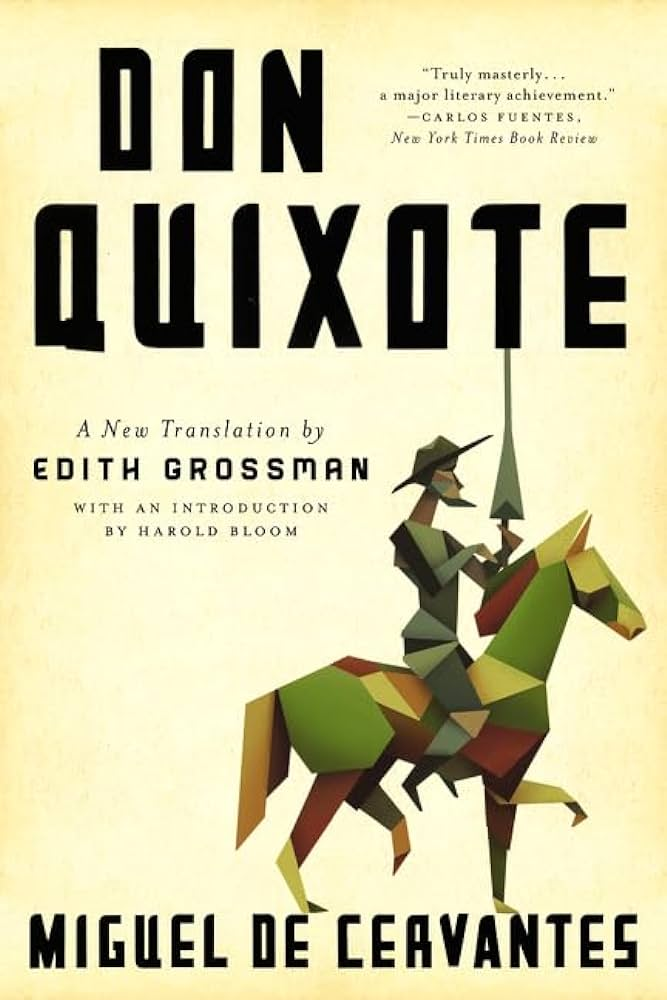 DON
QUIXOTE
“Truly masterly...
a major literary achievement.”
—CARLOS FUENTES,
New York Times Book Review
A New Translation by
EDITH GROSSMAN
WITH AN INTRODUCTION
BY HAROLD BLOOM
MIGUEL DE CERVANTES